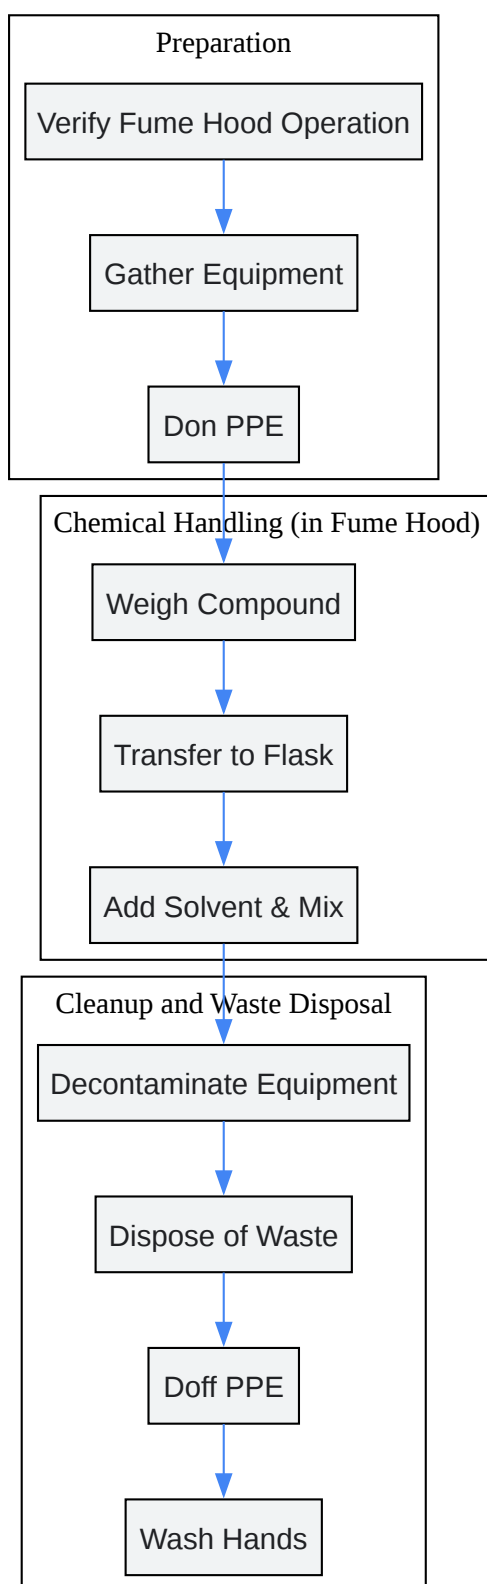 Preparation
Verify Fume Hood Operation
Gather Equipment
Don PPE
Chemical Handling (in Fume Hood)
Weigh Compound
Transfer to Flask
Add Solvent & Mix
Cleanup and Waste Disposal
Decontaminate Equipment
Dispose of Waste
Doff PPE
Wash Hands